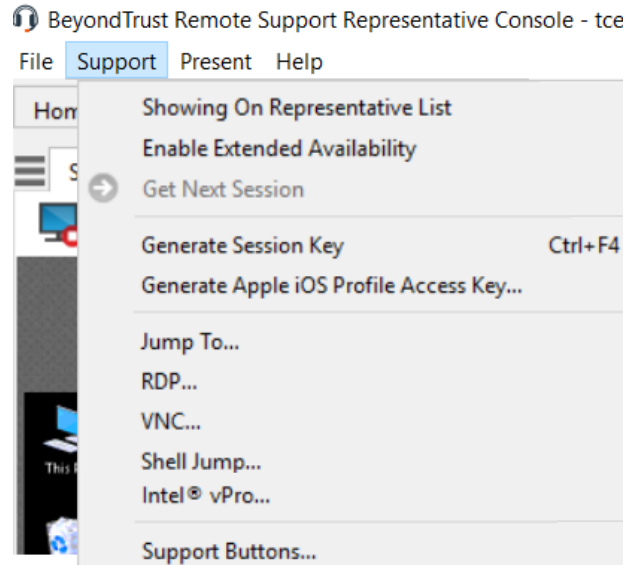 BeyondTrust Remote Support Representative Console - tce
File Support Present Help
Hom
Showing On Representative List
Enable Extended Availability
S
Get Next Session
Generate Session Key Ctrl+F4
Generate Apple iOS Profile Access Key...
Jump To...
RDP...
VNC...
Shell Jump...
This P
Intel® vPro...
Support Buttons...